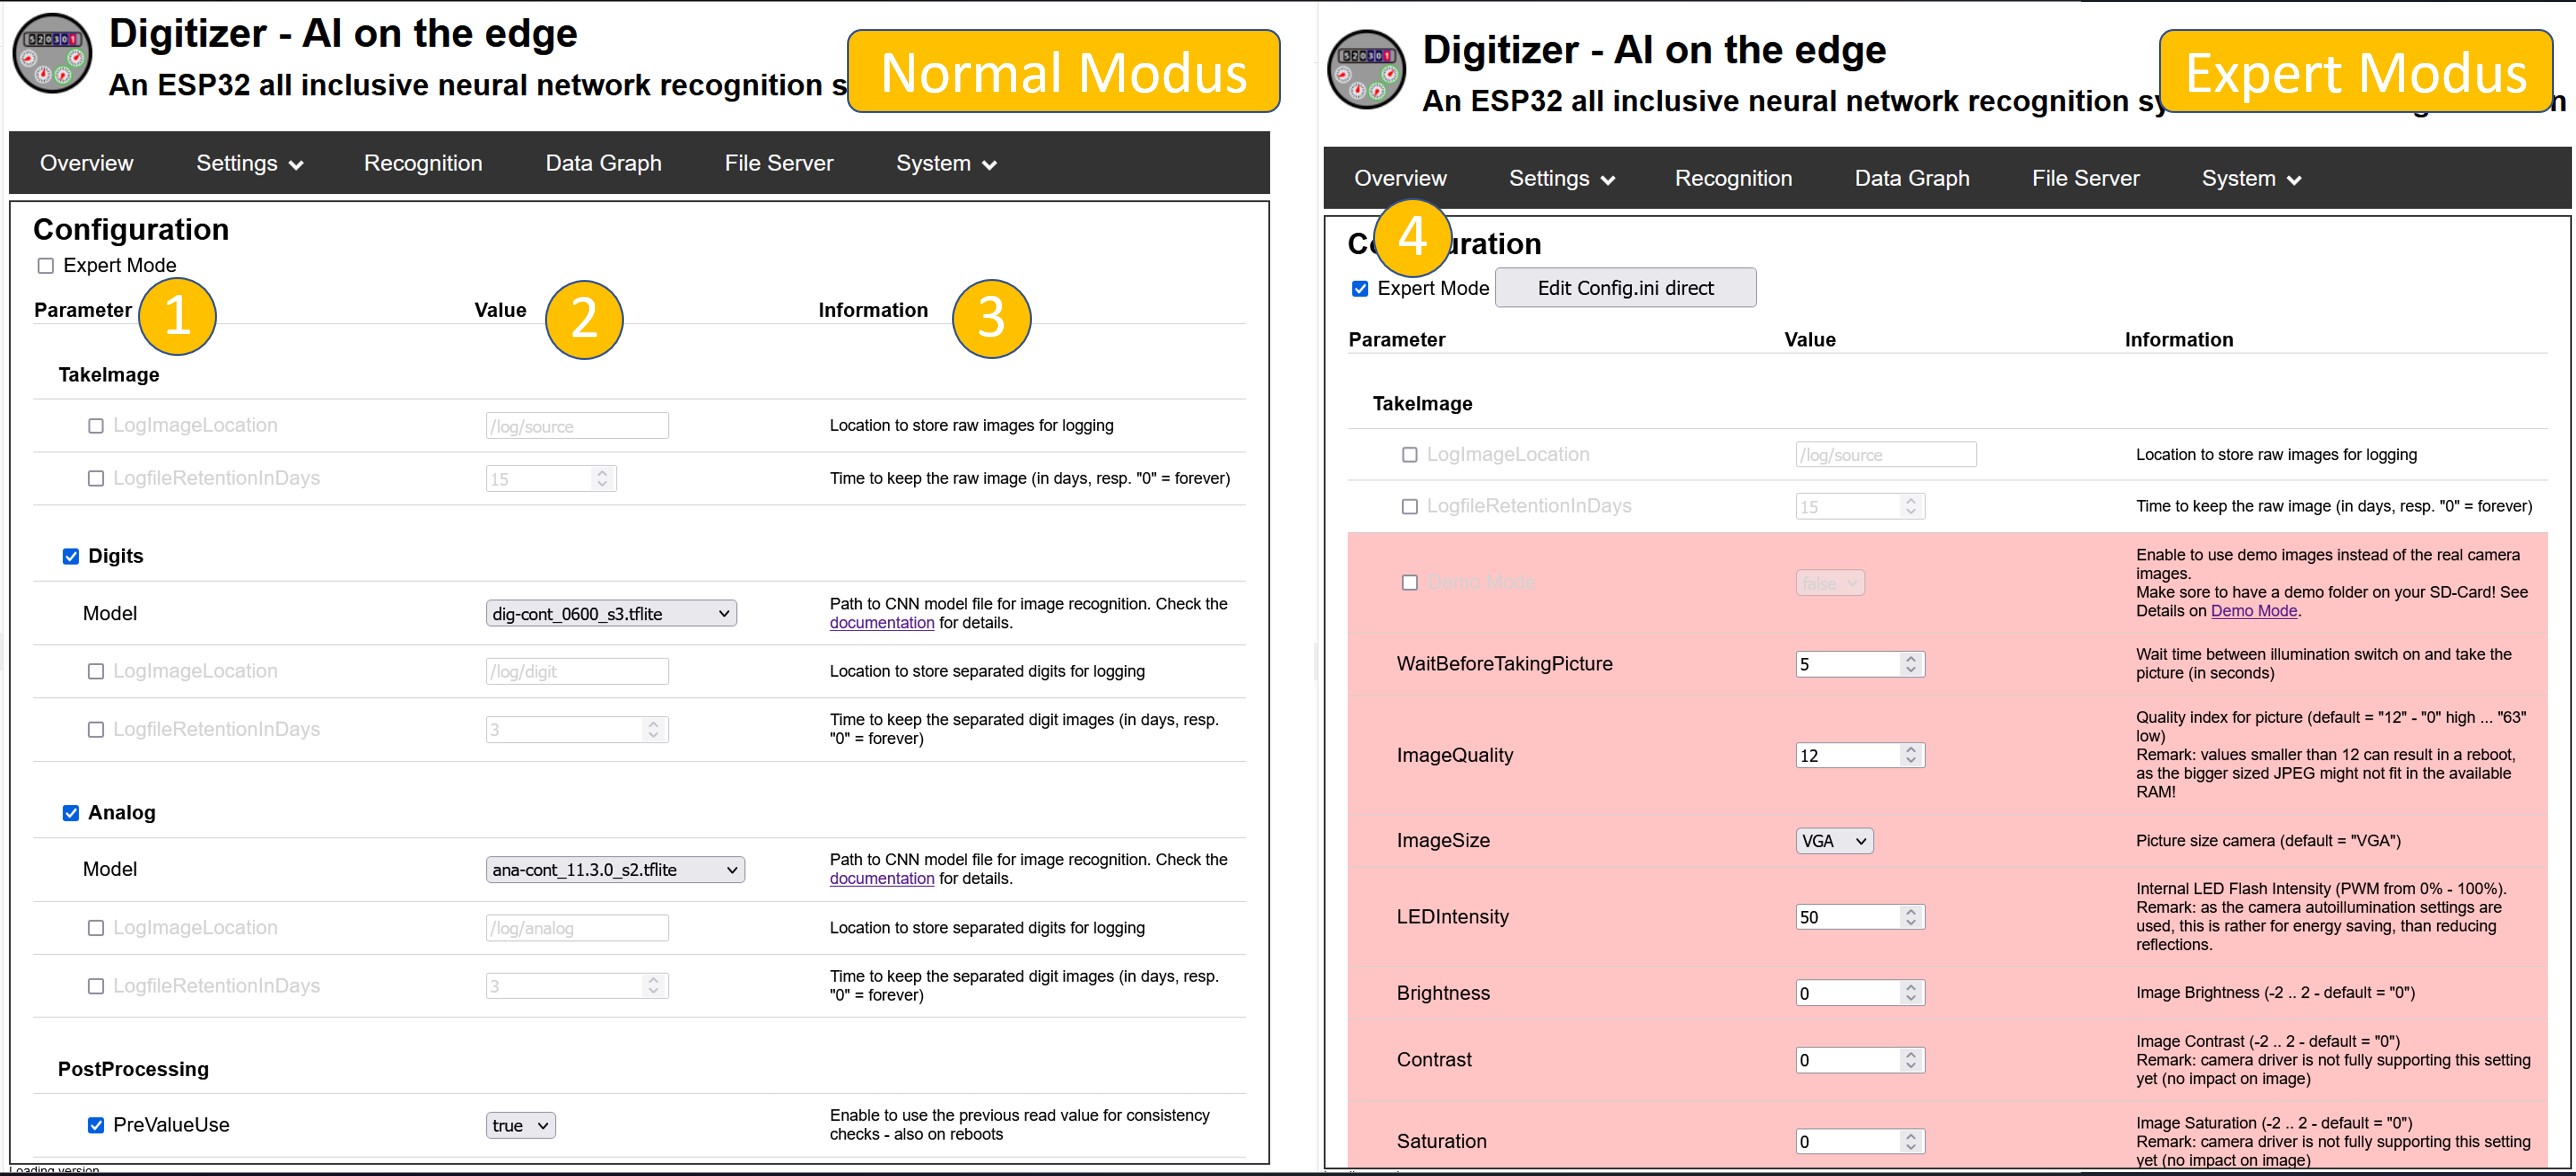 Digitizer - AI on the edge
An ESP32 all inclusive neural network recognition s
Normal Modus
Overview Settings Recognition Data Graph File Server System
Configuration
Expert Mode
Parameter 1 Value 2 Information 3
TakeImage
LogImageLocation /log/source Location to store raw images for logging
LogfileRetentionInDays 15 Time to keep the raw image (in days, resp. "0" = forever)
Digits
Model dig-cont_0600_s3.tflite Path to CNN model file for image recognition. Check the
documentation for details.
LogImageLocation /log/digit Location to store separated digits for logging
LogfileRetentionInDays 3 Time to keep the separated digit images (in days, resp.
"0" = forever)
Analog
Model ana-cont_11.3.0_s2.tflite Path to CNN model file for image recognition. Check the
documentation for details.
LogImageLocation /log/analog Location to store separated digits for logging
LogfileRetentionInDays 3 Time to keep the separated digit images (in days, resp.
"0" = forever)
PostProcessing
PreValueUse true Enable to use the previous read value for consistency
checks - also on reboots
Loading version
Digitizer - AI on the edge
An ESP32 all inclusive neural network recognition sy
Expert Modus
Overview Settings Recognition Data Graph File Server System
4
Configuration
Expert Mode Edit Config.ini direct
Parameter Value Information
TakeImage
LogImageLocation /log/source Location to store raw images for logging
LogfileRetentionInDays 15 Time to keep the raw image (in days, resp. "0" = forever)
Demo Mode false Enable to use demo images instead of the real camera
images.
Make sore to have a demo folder on your SD-Card! See
Details on Demo Mode.
WaitBeforeTakingPicture 5 Wait time between illumination switch on and take the
picture (in seconds)
ImageQuality 12 Quality index for picture (default = "12" - "0" high ... "63"
low)
Remark: values smaller than 12 can result in a reboot,
as the bigger sized JPEG might not fit in the available
RAM!
ImageSize VGA Picture size camera (default = "VGA")
LEDIntensity 50 Internal LED Flash Intensity (PWM from 0% - 100%).
Remark: as the camera autoillumination settings are
used, this is rather for energy saving, than reducing
reflections.
Brightness 0 Image Brightness (-2 .. 2 - default = "0")
Contrast 0 Image Contrast (-2 .. 2 - default = "0")
Remark: camera driver is not fully supporting this setting
yet (no impact on image)
Saturation 0 Image Saturation (-2 .. 2 - default = "0")
Remark: camera driver is not fully supporting this setting
yet (no impact on image)